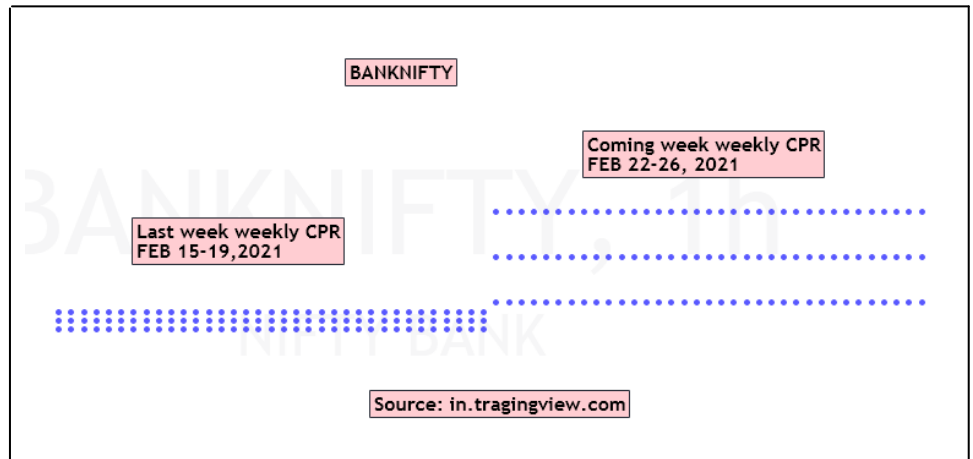 BANKNIFTY
Coming week weekly CPR
FEB 22-26, 2021
BANKNIFTY, 1h
Last week weekly CPR
FEB 15-19,2021
NIFTY BANK
Source: in.tragingview.com